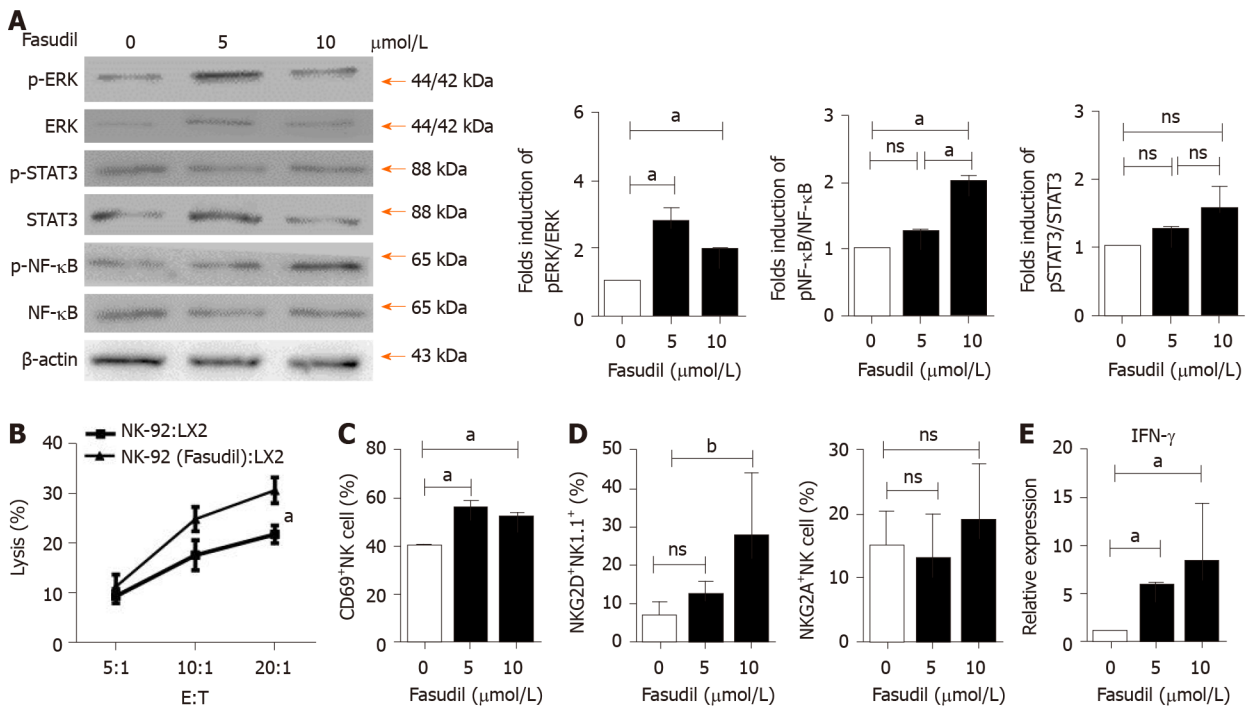 A
Fasudil 0 5 10 μmol/L
p-ERK 44/42 kDa
ERK 44/42 kDa
p-STAT3 88 kDa
STAT3 88 kDa
p-NF-κB 65 kDa
NF-κB 65 kDa
β-actin 43 kDa
Folds induction of
pERK/ERK
6
4
2
0
a
a
0 5 10
Fasudil (μmol/L)
Folds induction of
pNF-κB/NF-κB
3
2
1
0
a
ns a
0 5 10
Fasudil (μmol/L)
Folds induction of
pSTAT3/STAT3
3
2
1
0
ns
ns ns
0 5 10
Fasudil (μmol/L)
B
NK-92:LX2
NK-92 (Fasudil):LX2
Lysis (%)
40
30
20
10
0
a
5:1 10:1 20:1
E:T
C
CD69+NK cell (%)
80
60
40
20
0
a
a
0 5 10
Fasudil (μmol/L)
D
NKG2D+NK1.1+ (%)
50
40
30
20
10
0
b
ns
0 5 10
Fasudil (μmol/L)
NKG2A+NK cell (%)
30
20
10
0
ns
ns
0 5 10
Fasudil (μmol/L)
E
IFN-γ
Relative expression
20
15
10
5
0
a
a
0 5 10
Fasudil (μmol/L)